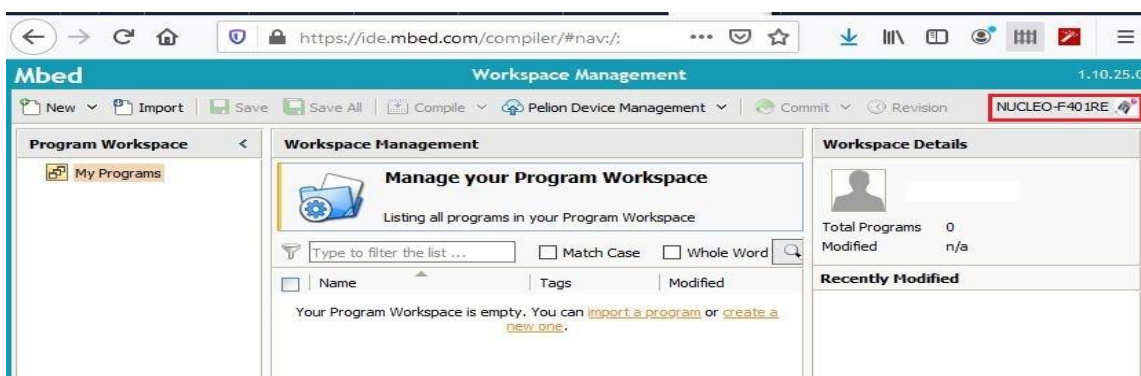 https://ide.mbed.com/compiler/#nav:/;
Mbed Workspace Management 1.10.25.0
New Import Save Save All Compile Pelion Device Management Commit Revision NUCLEO-F401RE
Program Workspace < Workspace Management Workspace Details
My Programs
Manage your Program Workspace
Listing all programs in your Program Workspace
Total Programs 0
Modified n/a
Type to filter the list ... Match Case Whole Word
Recently Modified
Name Tags Modified
Your Program Workspace is empty. You can import a program or create a
new one.